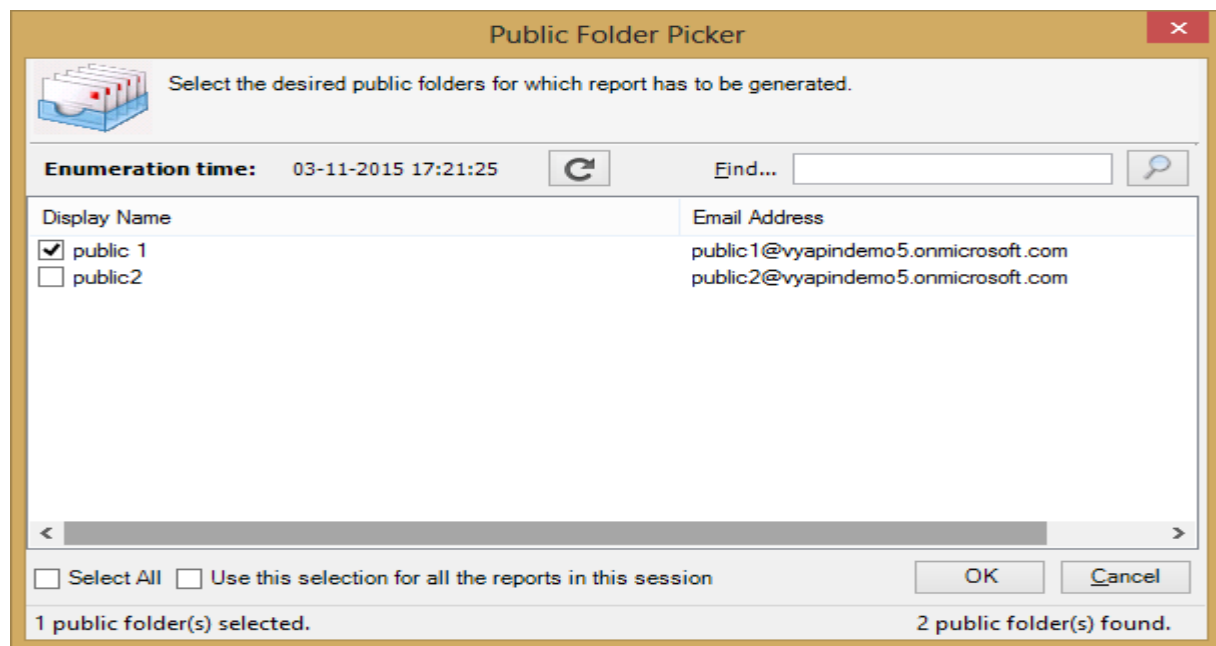 Public Folder Picker
Select the desired public folders for which report has to be generated.
Enumeration time: 03-11-2015 17:21:25 Find...
Display Name Email Address
public 1 public1@vyapindemo5.onmicrosoft.com
public2 public2@vyapindemo5.onmicrosoft.com
Select All Use this selection for all the reports in this session OK Cancel
1 public folder(s) selected. 2 public folder(s) found.